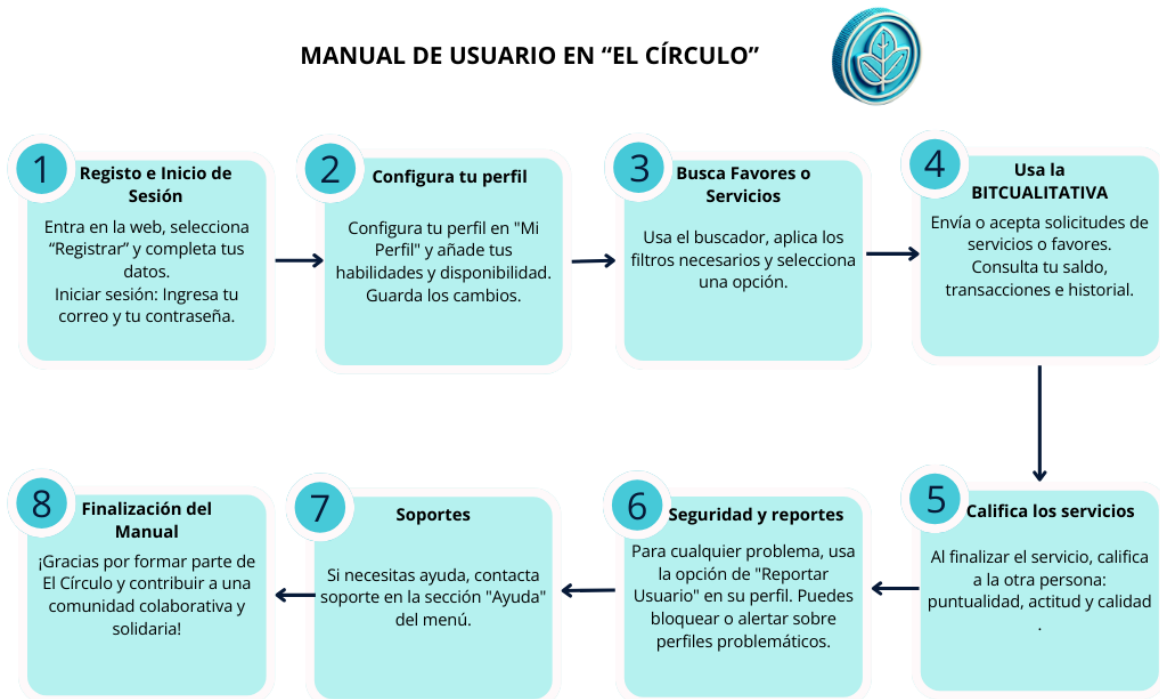 MANUAL DE USUARIO EN “EL CÍRCULO”
1
Registo e Inicio de
Sesión
Entra en la web, selecciona
“Registrar” y completa tus
datos.
Iniciar sesión: Ingresa tu
correo y tu contraseña.
2
Configura tu perfil
Configura tu perfil en "Mi
Perfil" y añade tus
habilidades y disponibilidad.
Guarda los cambios.
3
Busca Favores o
Servicios
Usa el buscador, aplica los
filtros necesarios y selecciona
una opción.
4
Usa la
BITCUALITATIVA
Envía o acepta solicitudes de
servicios o favores.
Consulta tu saldo,
transacciones e historial.
5
Califica los servicios
Al finalizar el servicio, califica
a la otra persona:
puntualidad, actitud y calidad
.
6
Seguridad y reportes
Para cualquier problema, usa
la opción de "Reportar
Usuario" en su perfil. Puedes
bloquear o alertar sobre
perfiles problemáticos.
7
Soportes
Si necesitas ayuda, contacta
soporte en la sección "Ayuda"
del menú.
8
Finalización del
Manual
¡Gracias por formar parte de
El Círculo y contribuir a una
comunidad colaborativa y
solidaria!